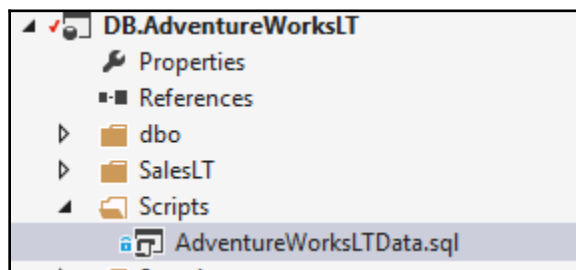 DB.AdventureWorksLT
Properties
References
dbo
SalesLT
Scripts
AdventureWorksLTData.sql